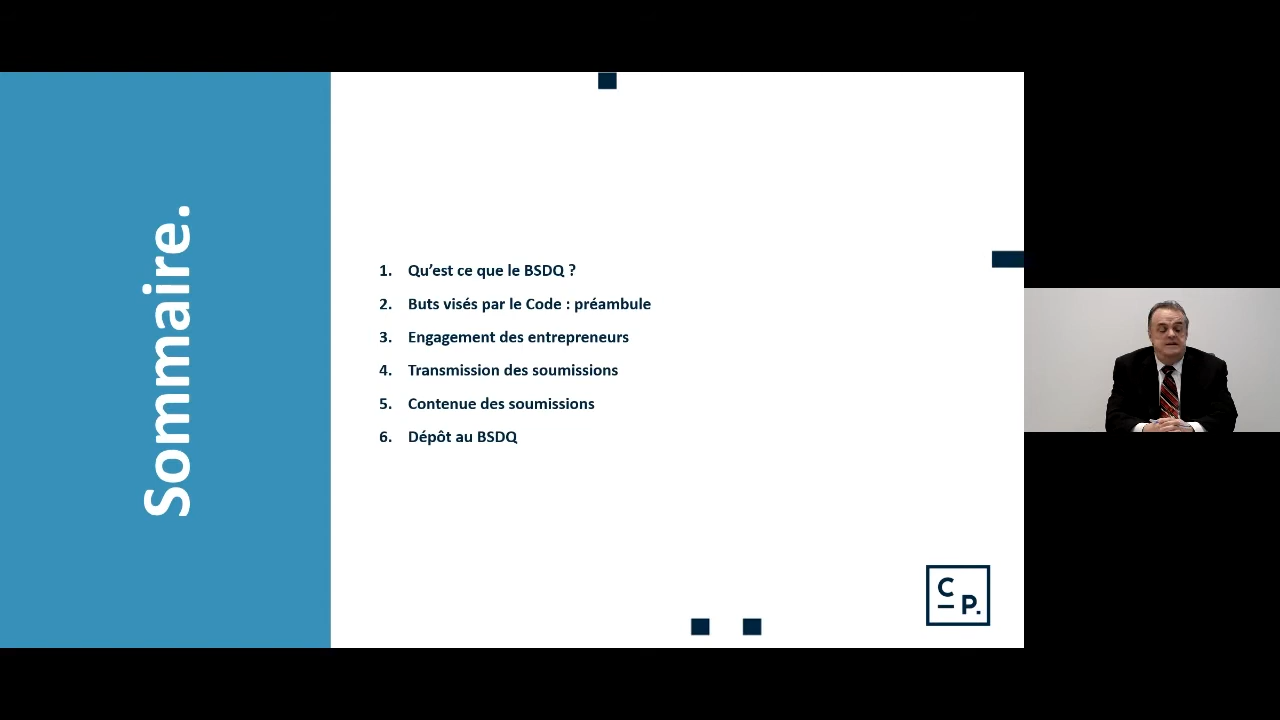 Sommaire.
1. Qu’est ce que le BSDQ ?
2. Buts visés par le Code : préambule
3. Engagement des entrepreneurs
4. Transmission des soumissions
5. Contenue des soumissions
6. Dépôt au BSDQ
C
P.